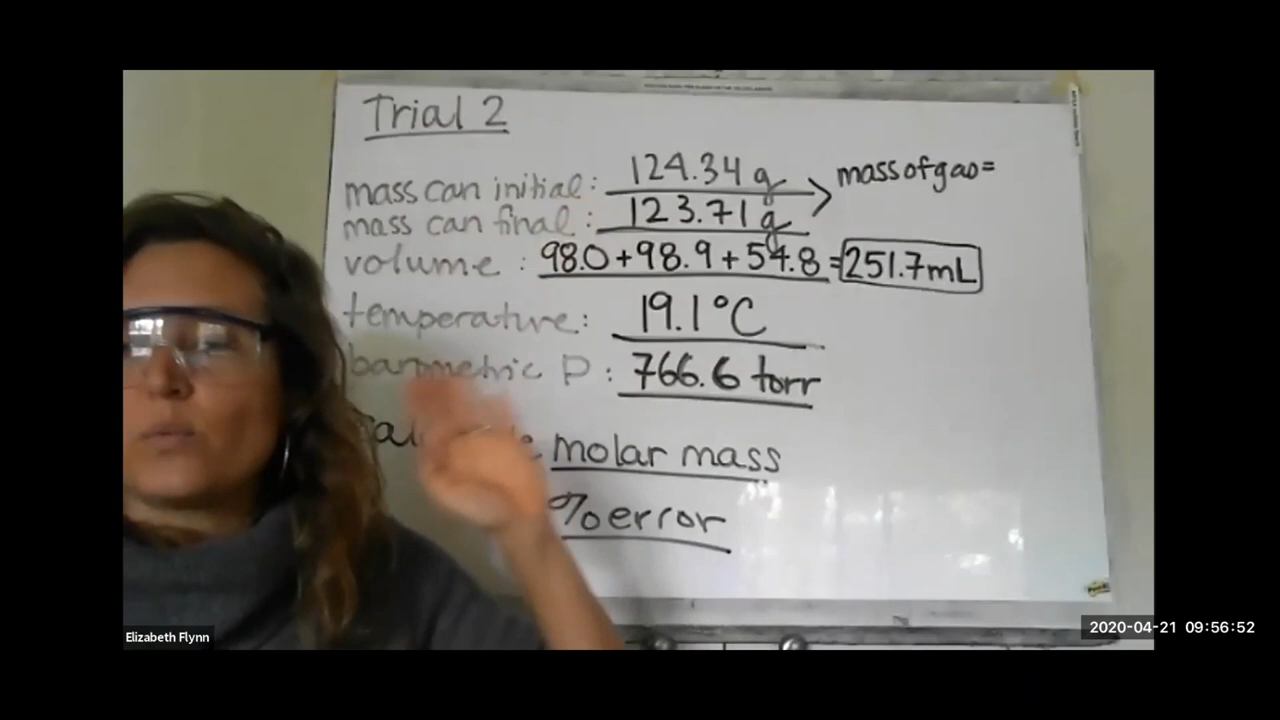 Trial 2
mass can initial: 124.34 g > mass of gas =
mass can final: 123.71 g
volume: 98.0 + 98.9 + 54.8 = 251.7 mL
temperature: 19.1°C
barometric P: 766.6 torr
molar mass
% error
Elizabeth Flynn
2020-04-21 09:56:52